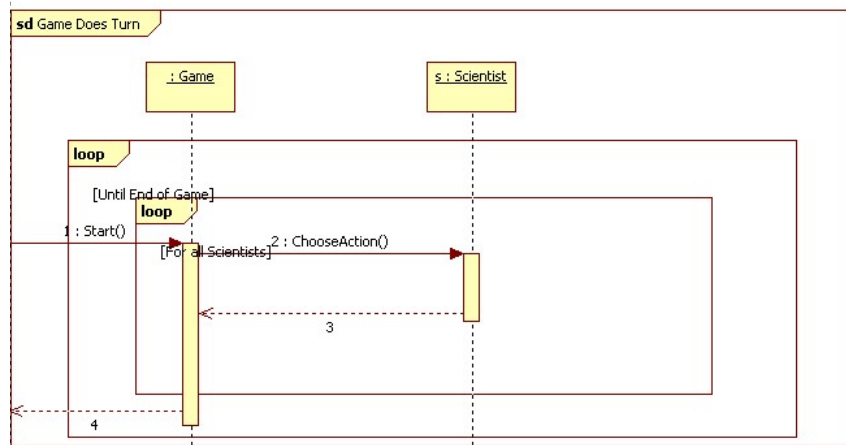 sd Game Does Turn
: Game
s : Scientist
loop
[Until End of Game]
loop
1 : Start()
2 : ChooseAction()
[For all Scientists]
3
4